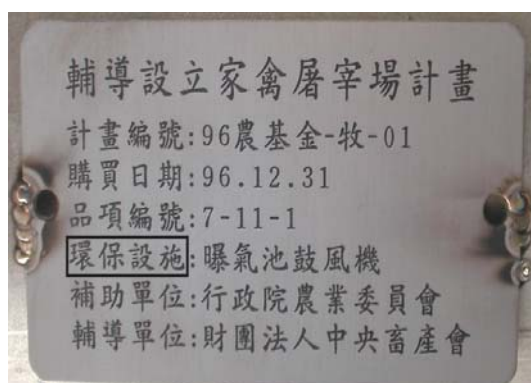 輔導設立家禽屠宰場計畫
計畫編號:96農基金-牧-01
購買日期:96.12.31
品項編號:7-11-1
環保設施:曝氣池鼓風機
補助單位:行政院農業委員會
輔導單位:財團法人中央畜產會